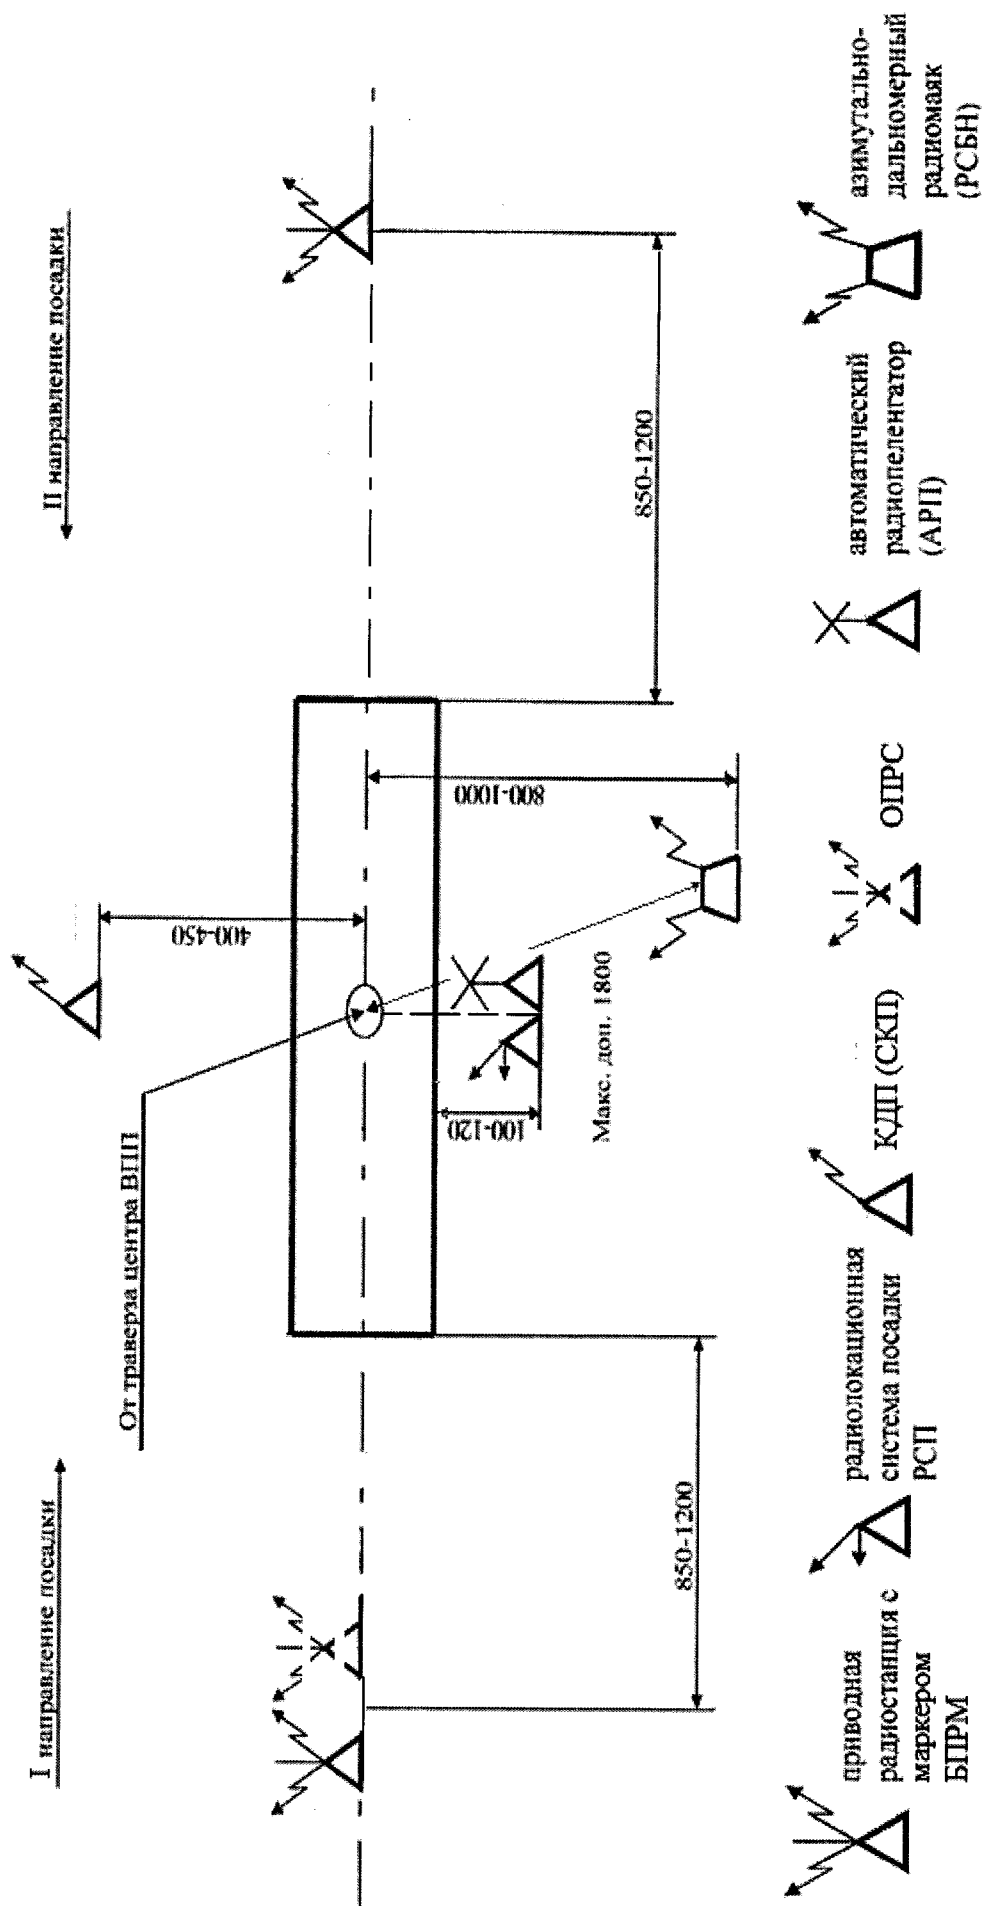 I направление посадки
II направление посадки
От траверза центра ВПП
400-450
800-1000
100-120
Макс. доп. 1800
850-1200
850-1200
приводная
радиостанция с
маркером
БПРМ
радиолокационная
система посадки
РСП
КДП (СКП)
ОПРС
автоматический
радиопеленгатор
(АРП)
азимутально-
дальномерный
радиомаяк
(РСБН)